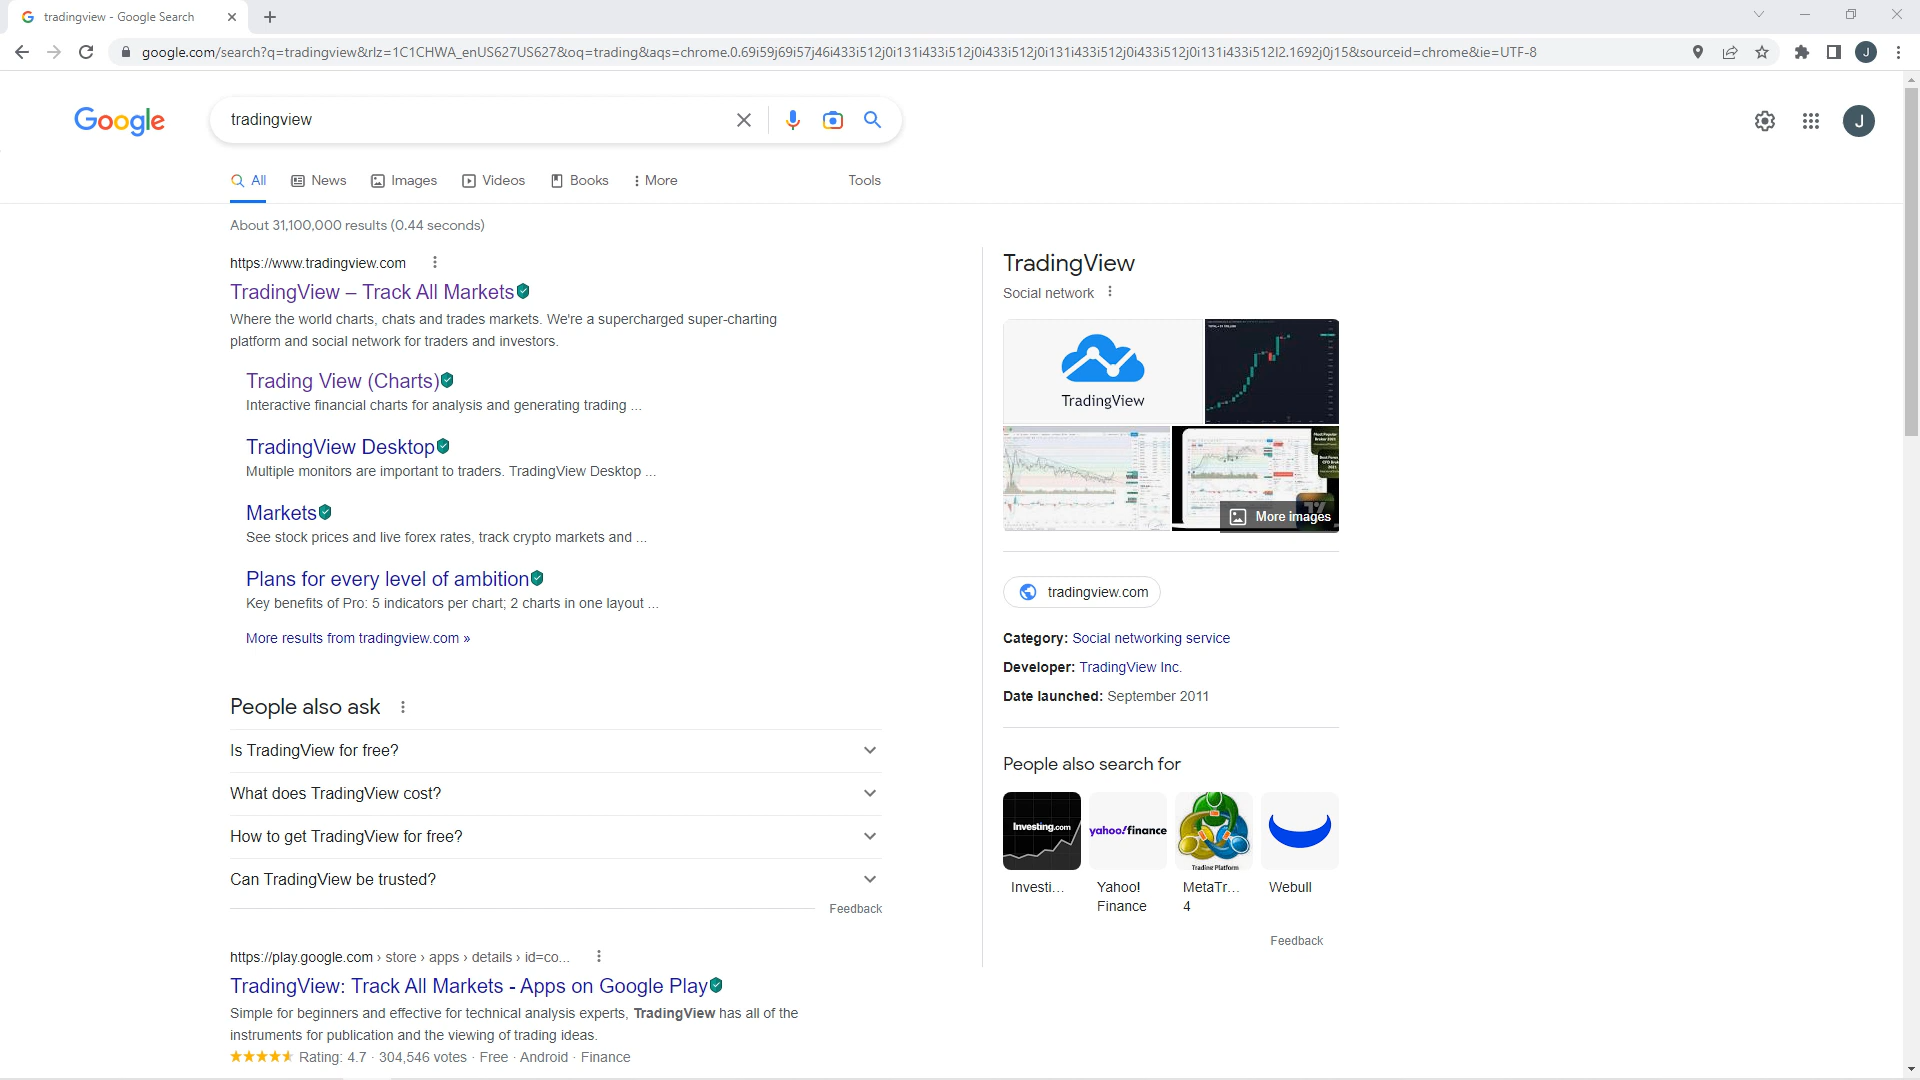 tradingview - Google Search
google.com/search?q=tradingview&rlz=1C1CHWA_enUS627US627&oq=trading&aqs=chrome.0.69i59j69i57j46i433i512j0i131i433i512j0i433i512j0i131i433i512j0i433i512j0i131i433i512l2.1692j0j15&sourceid=chrome&ie=UTF-8
J
Google
tradingview
J
All
News
Images
Videos
Books
More
Tools
About 31,100,000 results (0.44 seconds)
https://www.tradingview.com
TradingView – Track All Markets
Where the world charts, chats and trades markets. We're a supercharged super-charting
platform and social network for traders and investors.
Trading View (Charts)
Interactive financial charts for analysis and generating trading ...
TradingView Desktop
Multiple monitors are important to traders. TradingView Desktop ...
Markets
See stock prices and live forex rates, track crypto markets and ...
Plans for every level of ambition
Key benefits of Pro: 5 indicators per chart; 2 charts in one layout ...
More results from tradingview.com »
People also ask
Is TradingView for free?
What does TradingView cost?
How to get TradingView for free?
Can TradingView be trusted?
Feedback
https://play.google.com › store › apps › details › id=co...
TradingView: Track All Markets - Apps on Google Play
Simple for beginners and effective for technical analysis experts, TradingView has all of the
instruments for publication and the viewing of trading ideas.
Rating: 4.7 · 304,546 votes · Free · Android · Finance
TradingView
Social network
TradingView
More images
tradingview.com
Category: Social networking service
Developer: TradingView Inc.
Date launched: September 2011
People also search for
Investing.com
yahoo!finance
Trading Platform
Investi...
Yahoo!
Finance
MetaTr...
4
Webull
Feedback